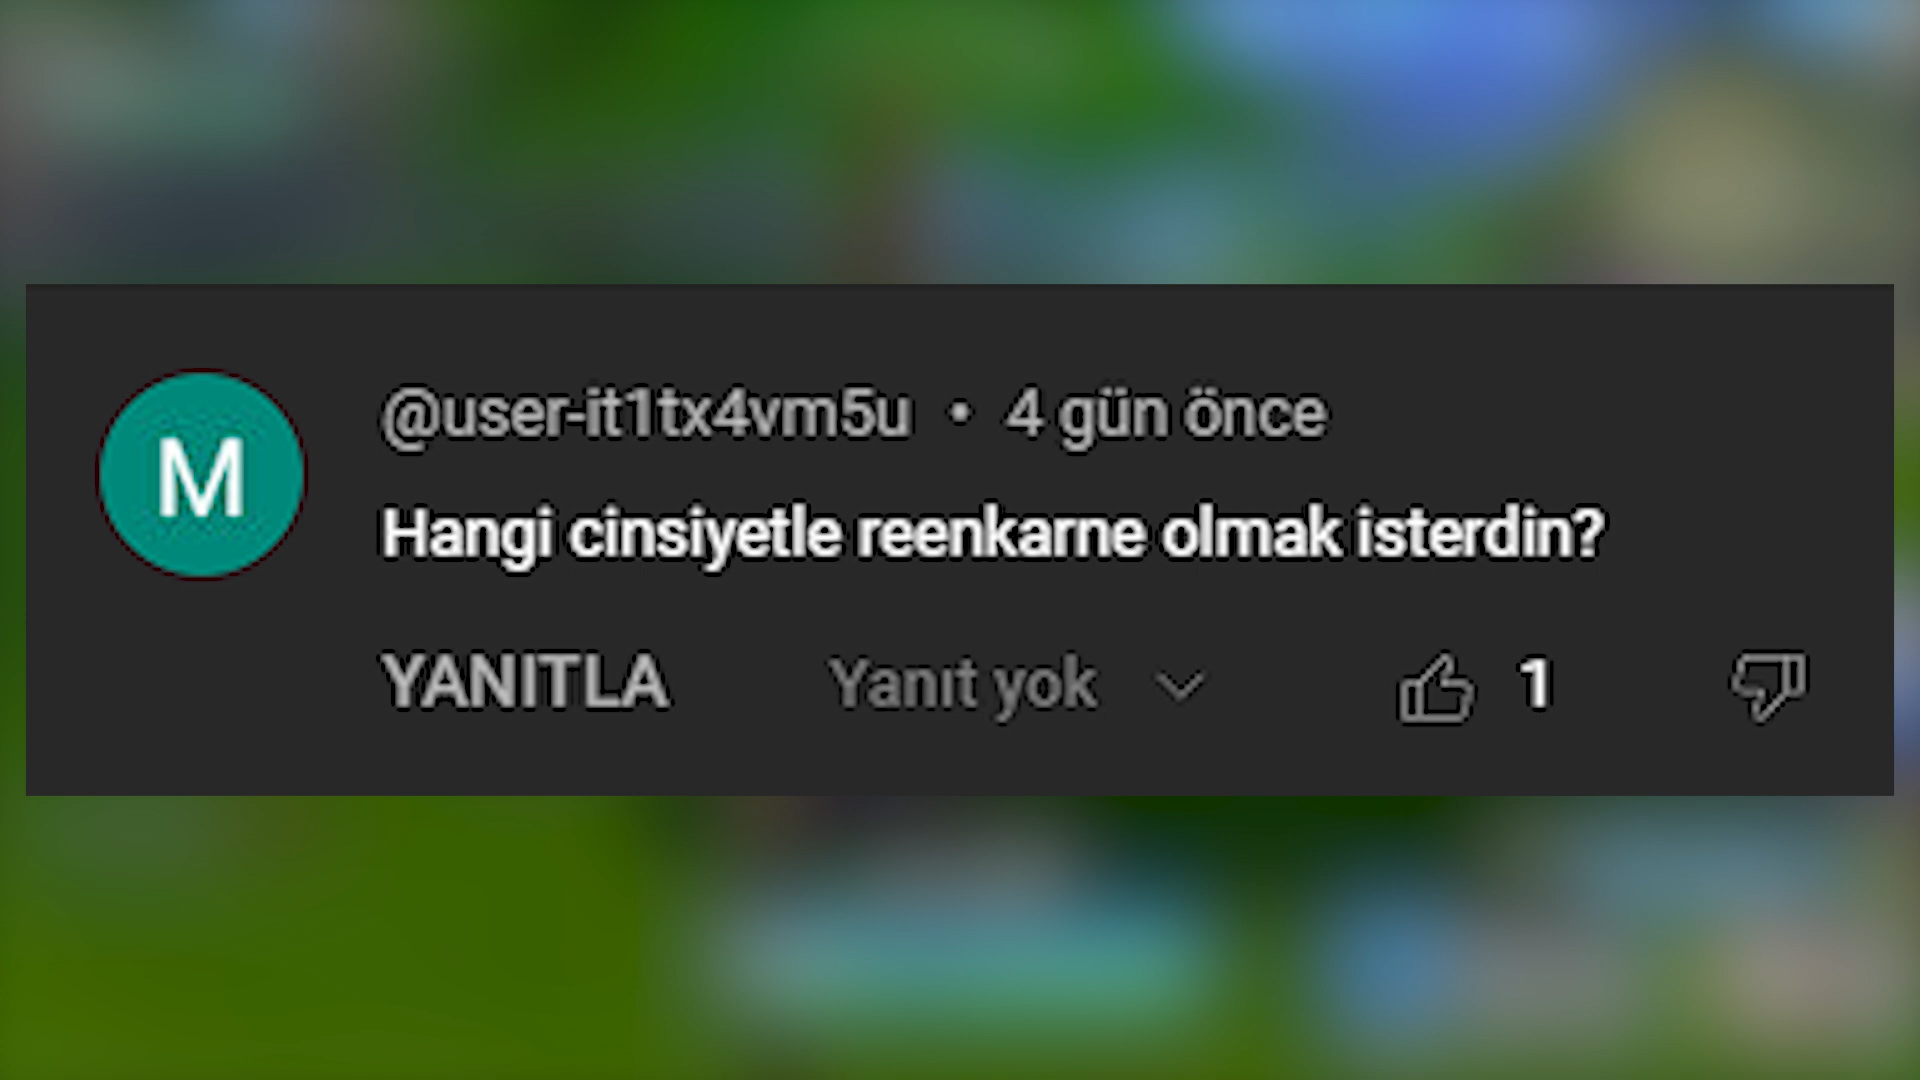 M
@user-it1tx4vm5u • 4 gün önce
Hangi cinsiyetle reenkarne olmak isterdin?
YANITLA Yanıt yok 1